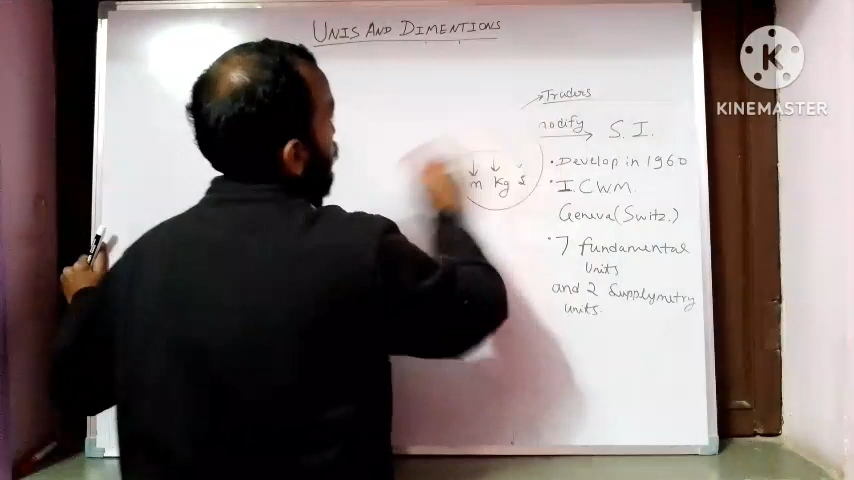 UNIS AND DIMENTIONS
Traders
modify
S. I.
m Kg S
• Develop in 1960
• I. CWM.
Geneva (Switz.)
• 7 fundamental
Units
and 2 Supplymetry
Units.
K
KINEMASTER